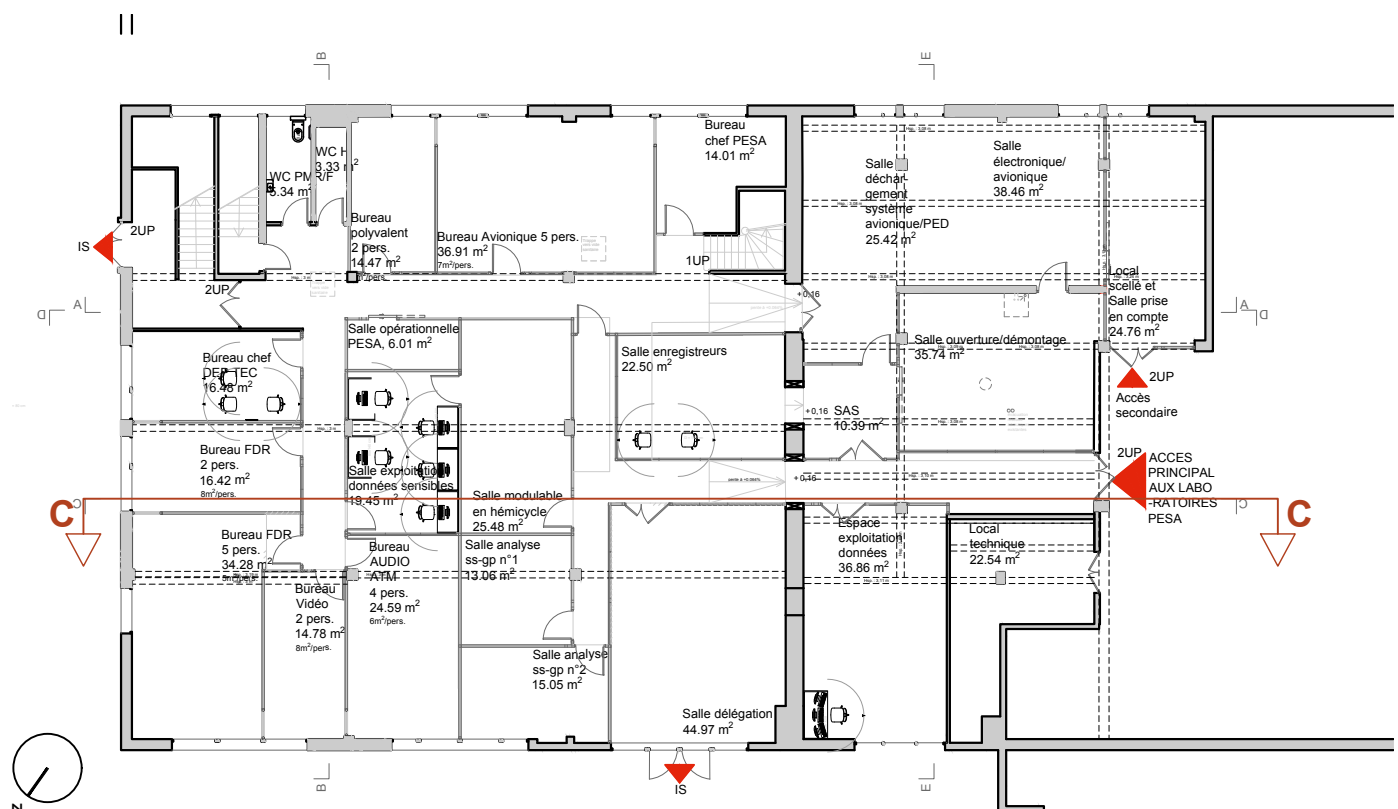 B
E
WC H
3.33 m²
WC PMR/F
5.34 m²
Bureau
polyvalent
2 pers.
14.47 m²
Bureau Avionique 5 pers.
36.91 m²
7m²/pers.
Bureau
chef PESA
14.01 m²
Salle
déchar-
gement
système
avionique/PED
25.42 m²
Salle
électronique/
avionique
38.46 m²
2UP
IS
2UP
1UP
+0,16
Local
scellé et
Salle prise
en compte
24.76 m²
D
A
A
D
Salle opérationnelle
PESA, 6.01 m²
Salle enregistreurs
22.50 m²
Salle ouverture/démontage
35.74 m²
Bureau chef
DEP TEC
16.48 m²
2UP
Accès
secondaire
+0,16
SAS
10.39 m²
Bureau FDR
2 pers.
16.42 m²
8m²/pers.
Salle exploitation
données sensibles
19.45 m²
Salle modulable
en hémicycle
25.48 m²
pente à +0,084%
+0,16
2UP
ACCES
PRINCIPAL
AUX LABO
-RATOIRES
PESA
C
C
C
C
Bureau FDR
5 pers.
34.28 m²
Bureau
Vidéo
2 pers.
14.78 m²
8m²/pers.
Bureau
AUDIO
ATM
4 pers.
24.59 m²
6m²/pers.
Salle analyse
ss-gp n°1
13.06 m²
Salle analyse
ss-gp n°2
15.05 m²
Salle délégation
44.97 m²
Espace
exploitation
données
36.86 m²
Local
technique
22.54 m²
B
IS
E
N